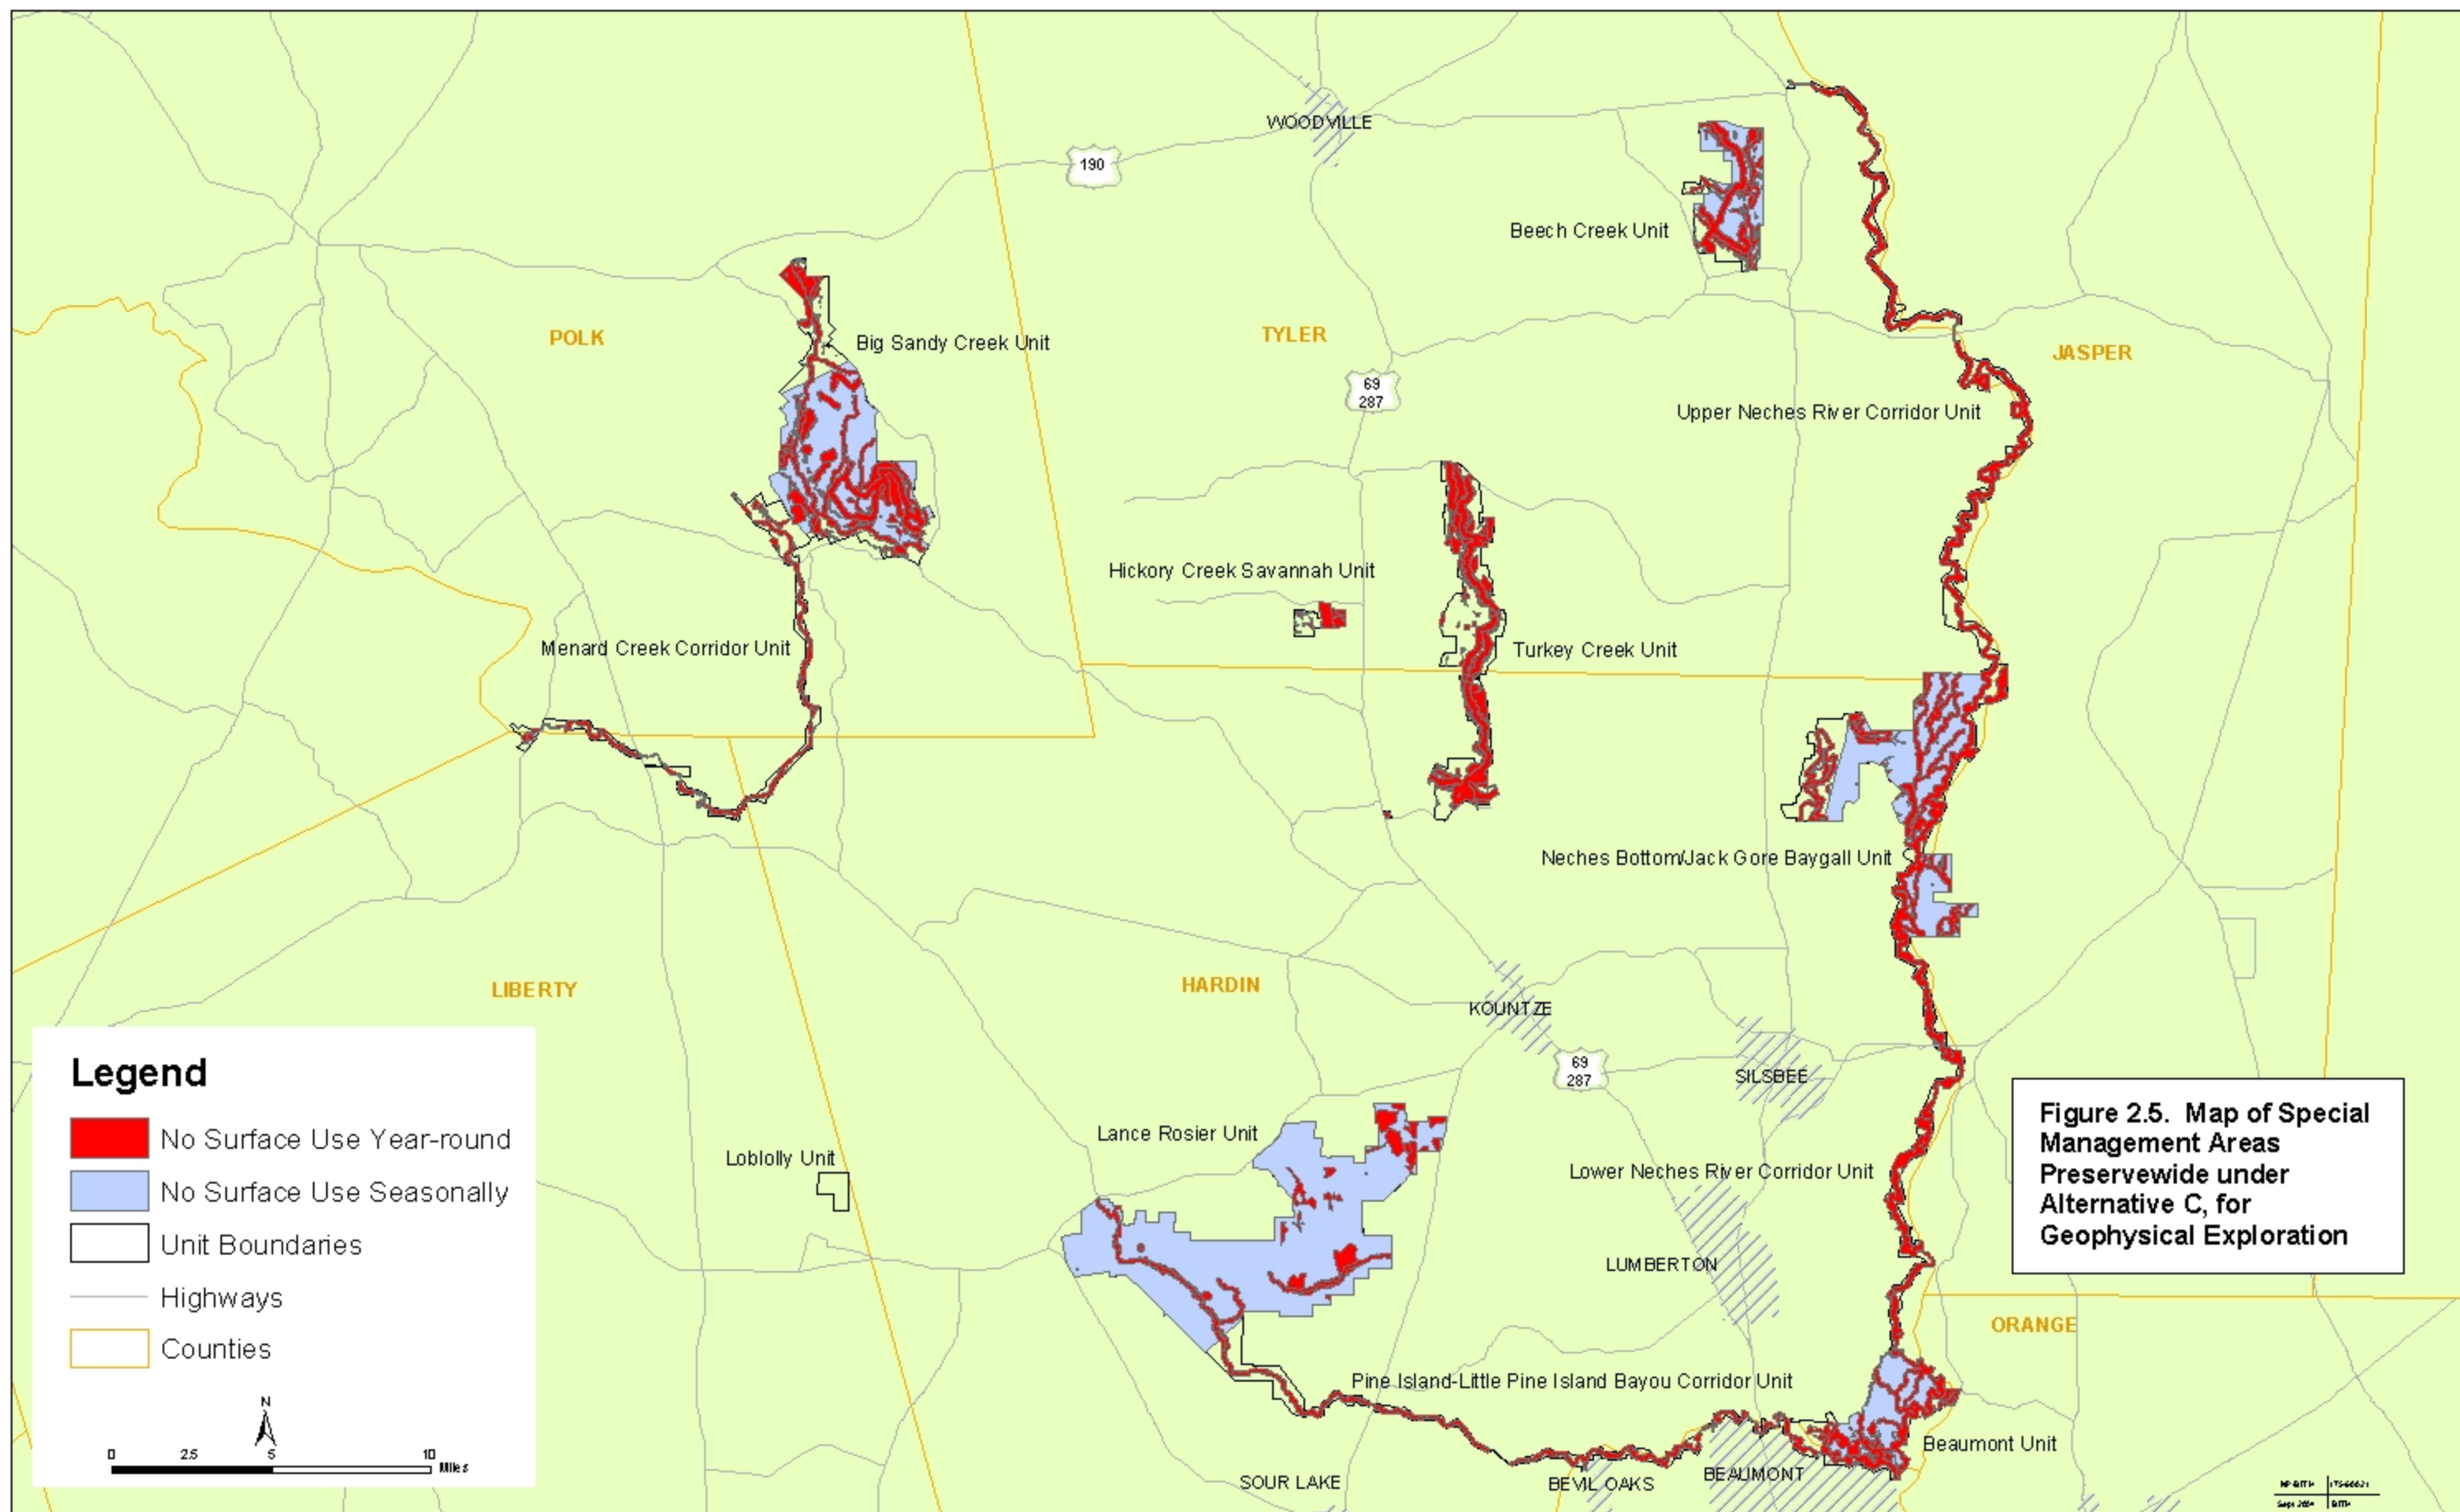 WOODVILLE
190
Beech Creek Unit
POLK
TYLER
JASPER
Big Sandy Creek Unit
69
287
Upper Neches River Corridor Unit
Hickory Creek Savannah Unit
Menard Creek Corridor Unit
Turkey Creek Unit
Neches Bottom/Jack Gore Baygall Unit
LIBERTY
HARDIN
KOUNTZE
69
287
SILSBEE
Lance Rosier Unit
Loblolly Unit
Lower Neches River Corridor Unit
LUMBERTON
ORANGE
Pine Island-Little Pine Island Bayou Corridor Unit
Beaumont Unit
SOUR LAKE
BEVIL OAKS
BEAUMONT
Legend
No Surface Use Year-round
No Surface Use Seasonally
Unit Boundaries
Highways
Counties
N
0 2.5 5 10
Miles
Figure 2.5. Map of Special
Management Areas
Preservewide under
Alternative C, for
Geophysical Exploration